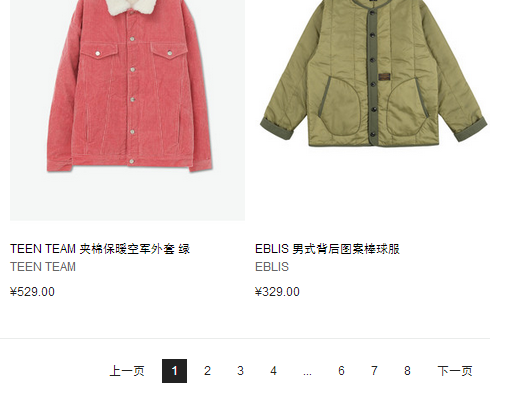 TEEN TEAM 夹棉保暖空军外套 绿
TEEN TEAM
¥529.00
EBLIS 男式背后图案棒球服
EBLIS
¥329.00
上一页 1 2 3 4 ... 6 7 8 下一页